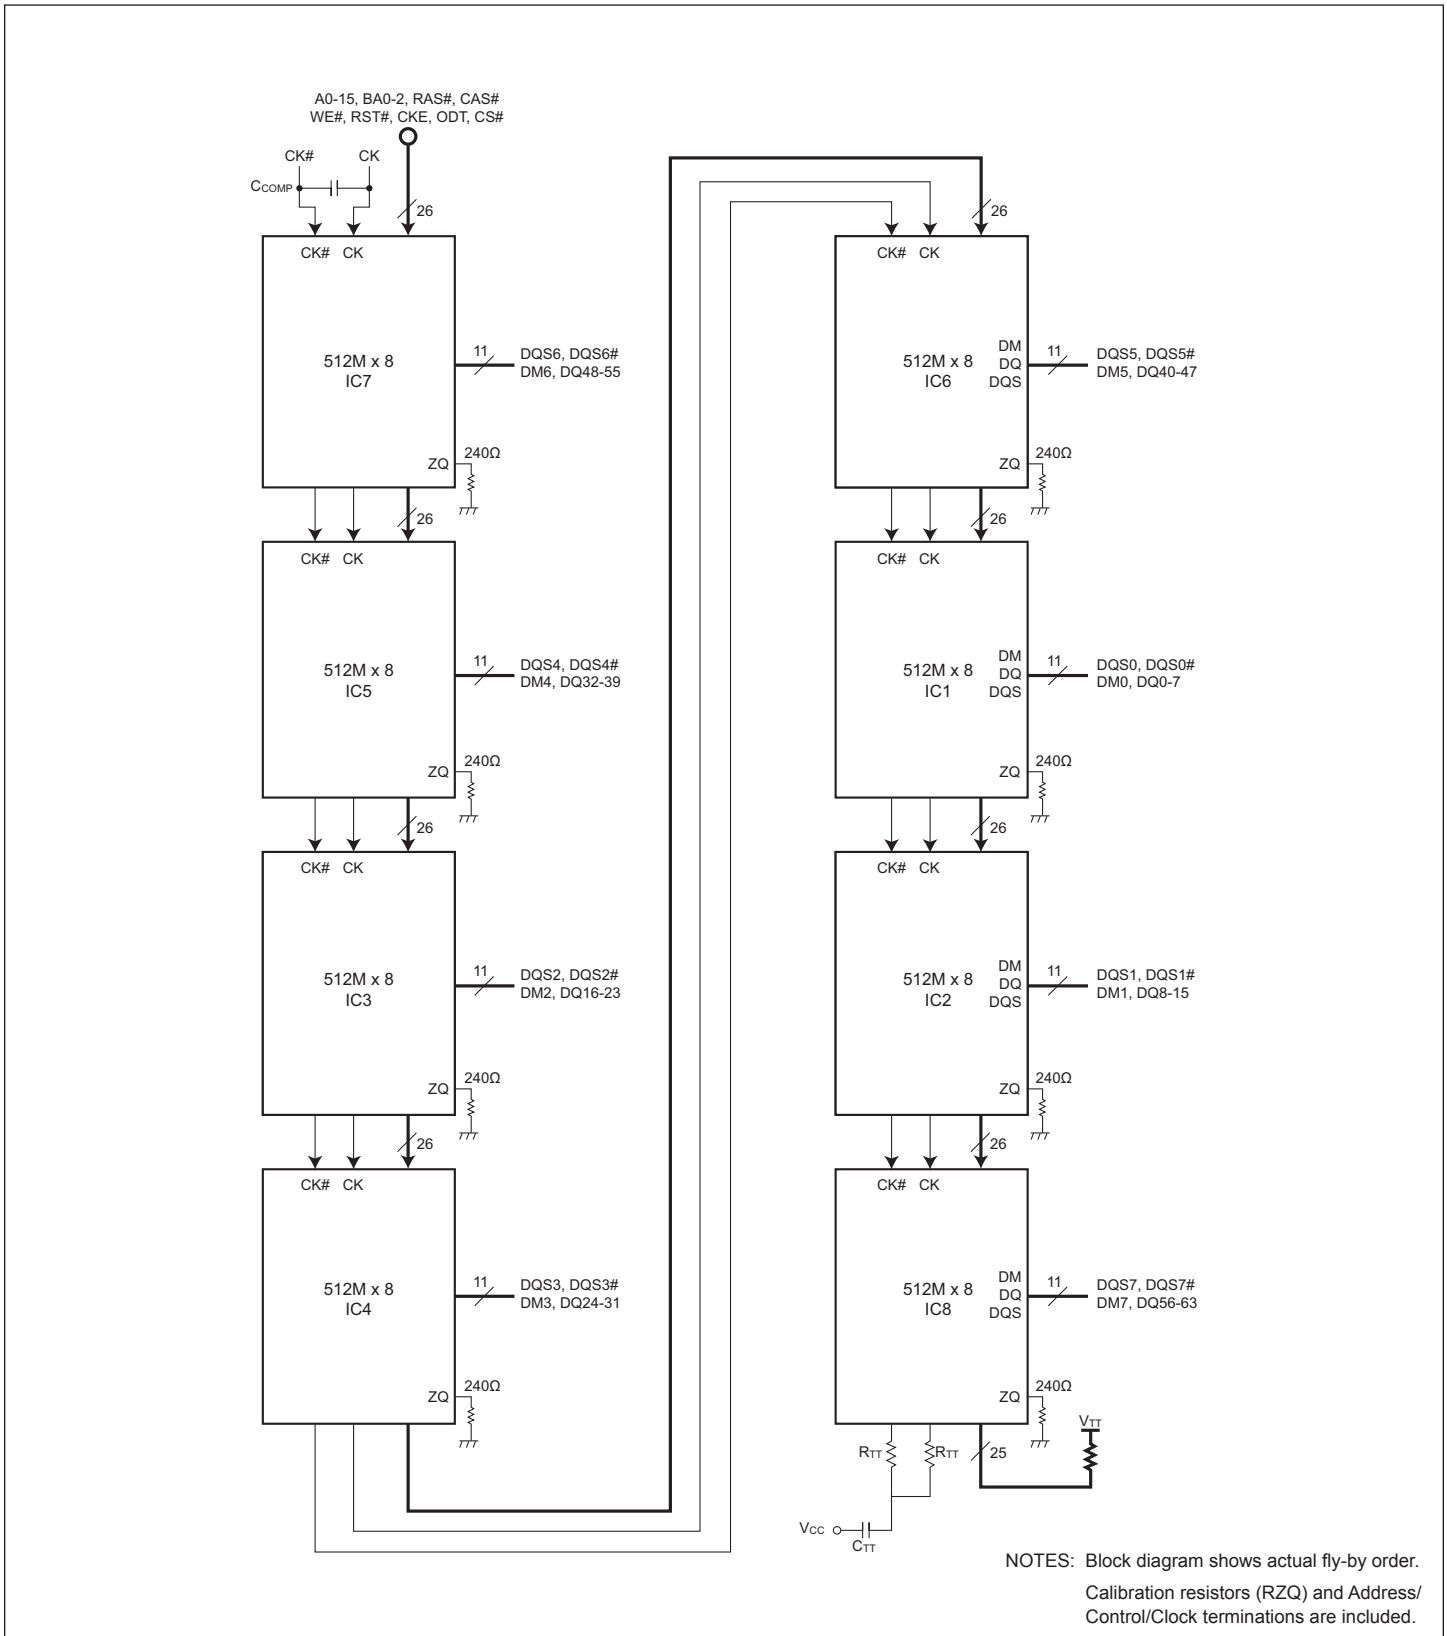 A0-15, BA0-2, RAS#, CAS#
WE#, RST#, CKE, ODT, CS#
CK# CK
CCOMP
26
CK# CK
512M x 8
IC7
11
DQS6, DQS6#
DM6, DQ48-55
ZQ
240Ω
26
CK# CK
512M x 8
IC5
11
DQS4, DQS4#
DM4, DQ32-39
ZQ
240Ω
26
CK# CK
512M x 8
IC3
11
DQS2, DQS2#
DM2, DQ16-23
ZQ
240Ω
26
CK# CK
512M x 8
IC4
11
DQS3, DQS3#
DM3, DQ24-31
ZQ
240Ω
26
CK# CK
512M x 8
IC6
DM
DQ
DQS
11
DQS5, DQS5#
DM5, DQ40-47
ZQ
240Ω
26
CK# CK
512M x 8
IC1
DM
DQ
DQS
11
DQS0, DQS0#
DM0, DQ0-7
ZQ
240Ω
26
CK# CK
512M x 8
IC2
DM
DQ
DQS
11
DQS1, DQS1#
DM1, DQ8-15
ZQ
240Ω
26
CK# CK
512M x 8
IC8
DM
DQ
DQS
11
DQS7, DQS7#
DM7, DQ56-63
ZQ
240Ω
RTT
RTT
25
VTT
VCC
CTT
NOTES: Block diagram shows actual fly-by order.
Calibration resistors (RZQ) and Address/
Control/Clock terminations are included.